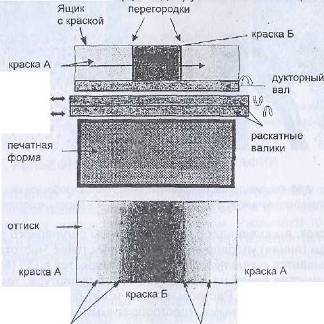 Ящик
с краской
перегородки
краска Б
краска А
дукторный
вал
раскатные
валики
печатная
форма
оттиск
краска А
краска Б
краска А